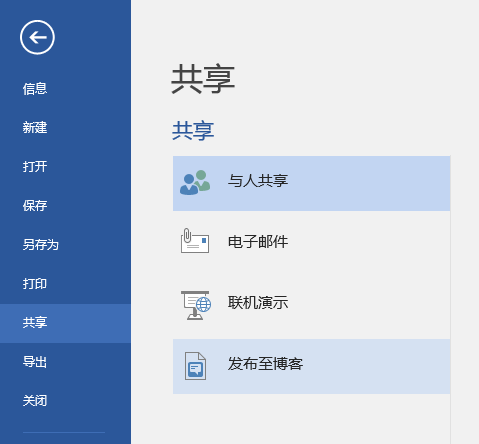 信息
新建
打开
保存
另存为
打印
共享
导出
关闭
共享
共享
与人共享
电子邮件
联机演示
发布至博客